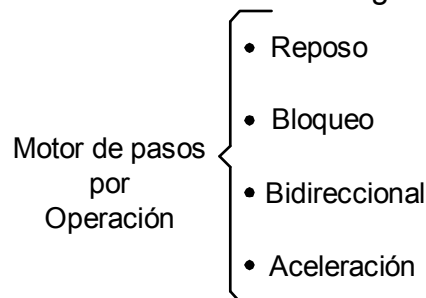 Reposo
Bloqueo
Motor de pasos
por
Operación
Bidireccional
Aceleración